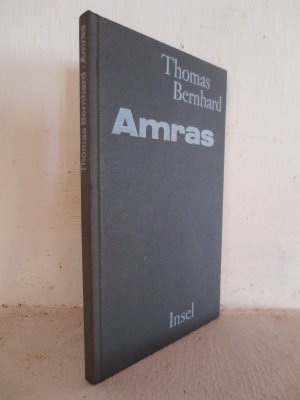 Thomas Bernhard · Amras
Thomas
Bernhard
Amras
Insel